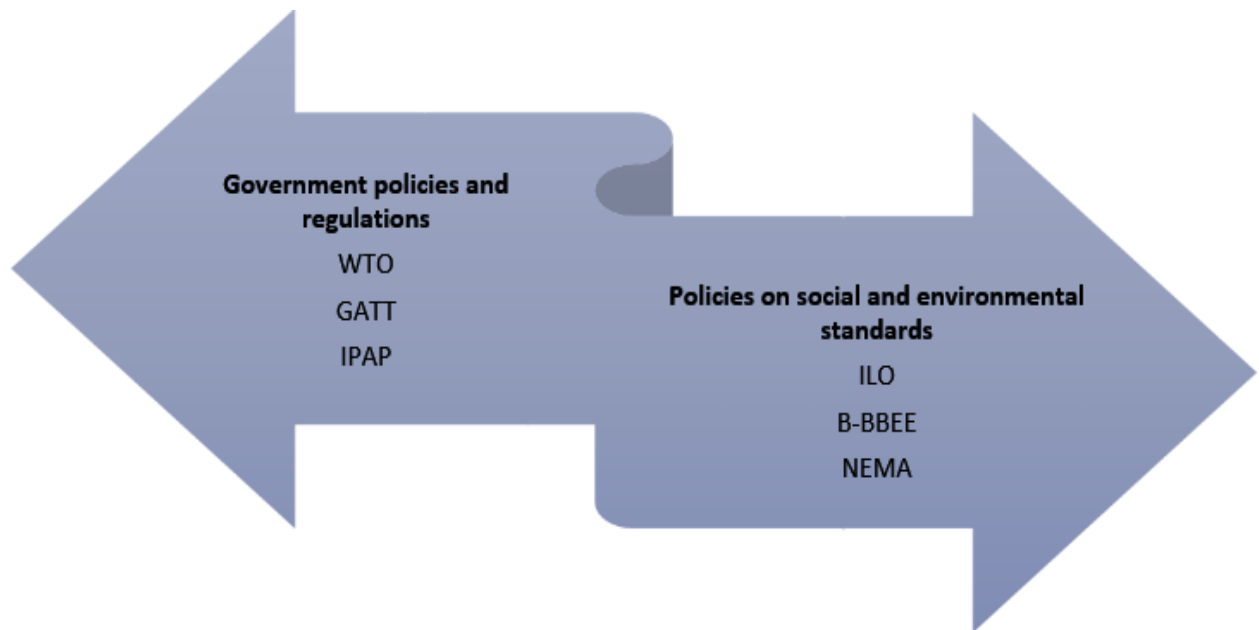 Government policies and
regulations
WTO
GATT
IPAP
Policies on social and environmental
standards
ILO
B-BBEE
NEMA